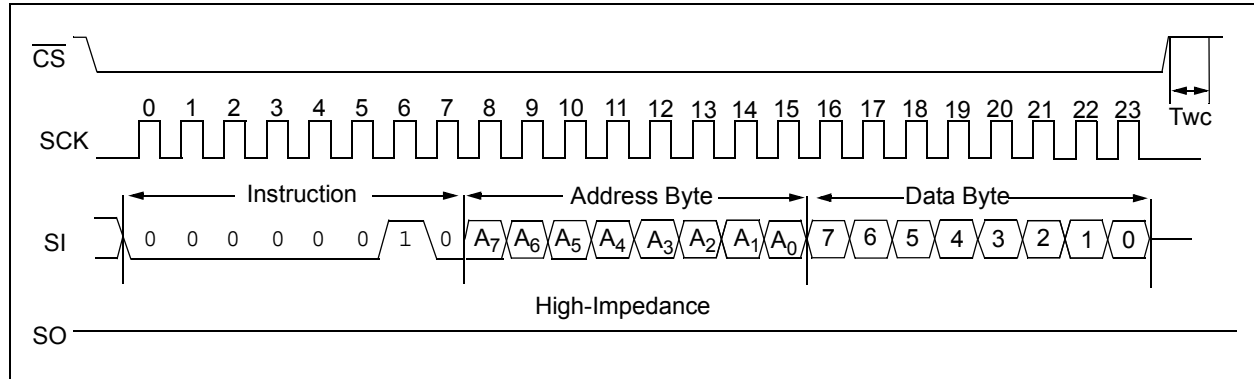 CS
0 1 2 3 4 5 6 7 8 9 10 11 12 13 14 15 16 17 18 19 20 21 22 23
Twc
SCK
Instruction Address Byte Data Byte
SI 0 0 0 0 0 0 1 0 A7 A6 A5 A4 A3 A2 A1 A0 7 6 5 4 3 2 1 0
High-Impedance
SO